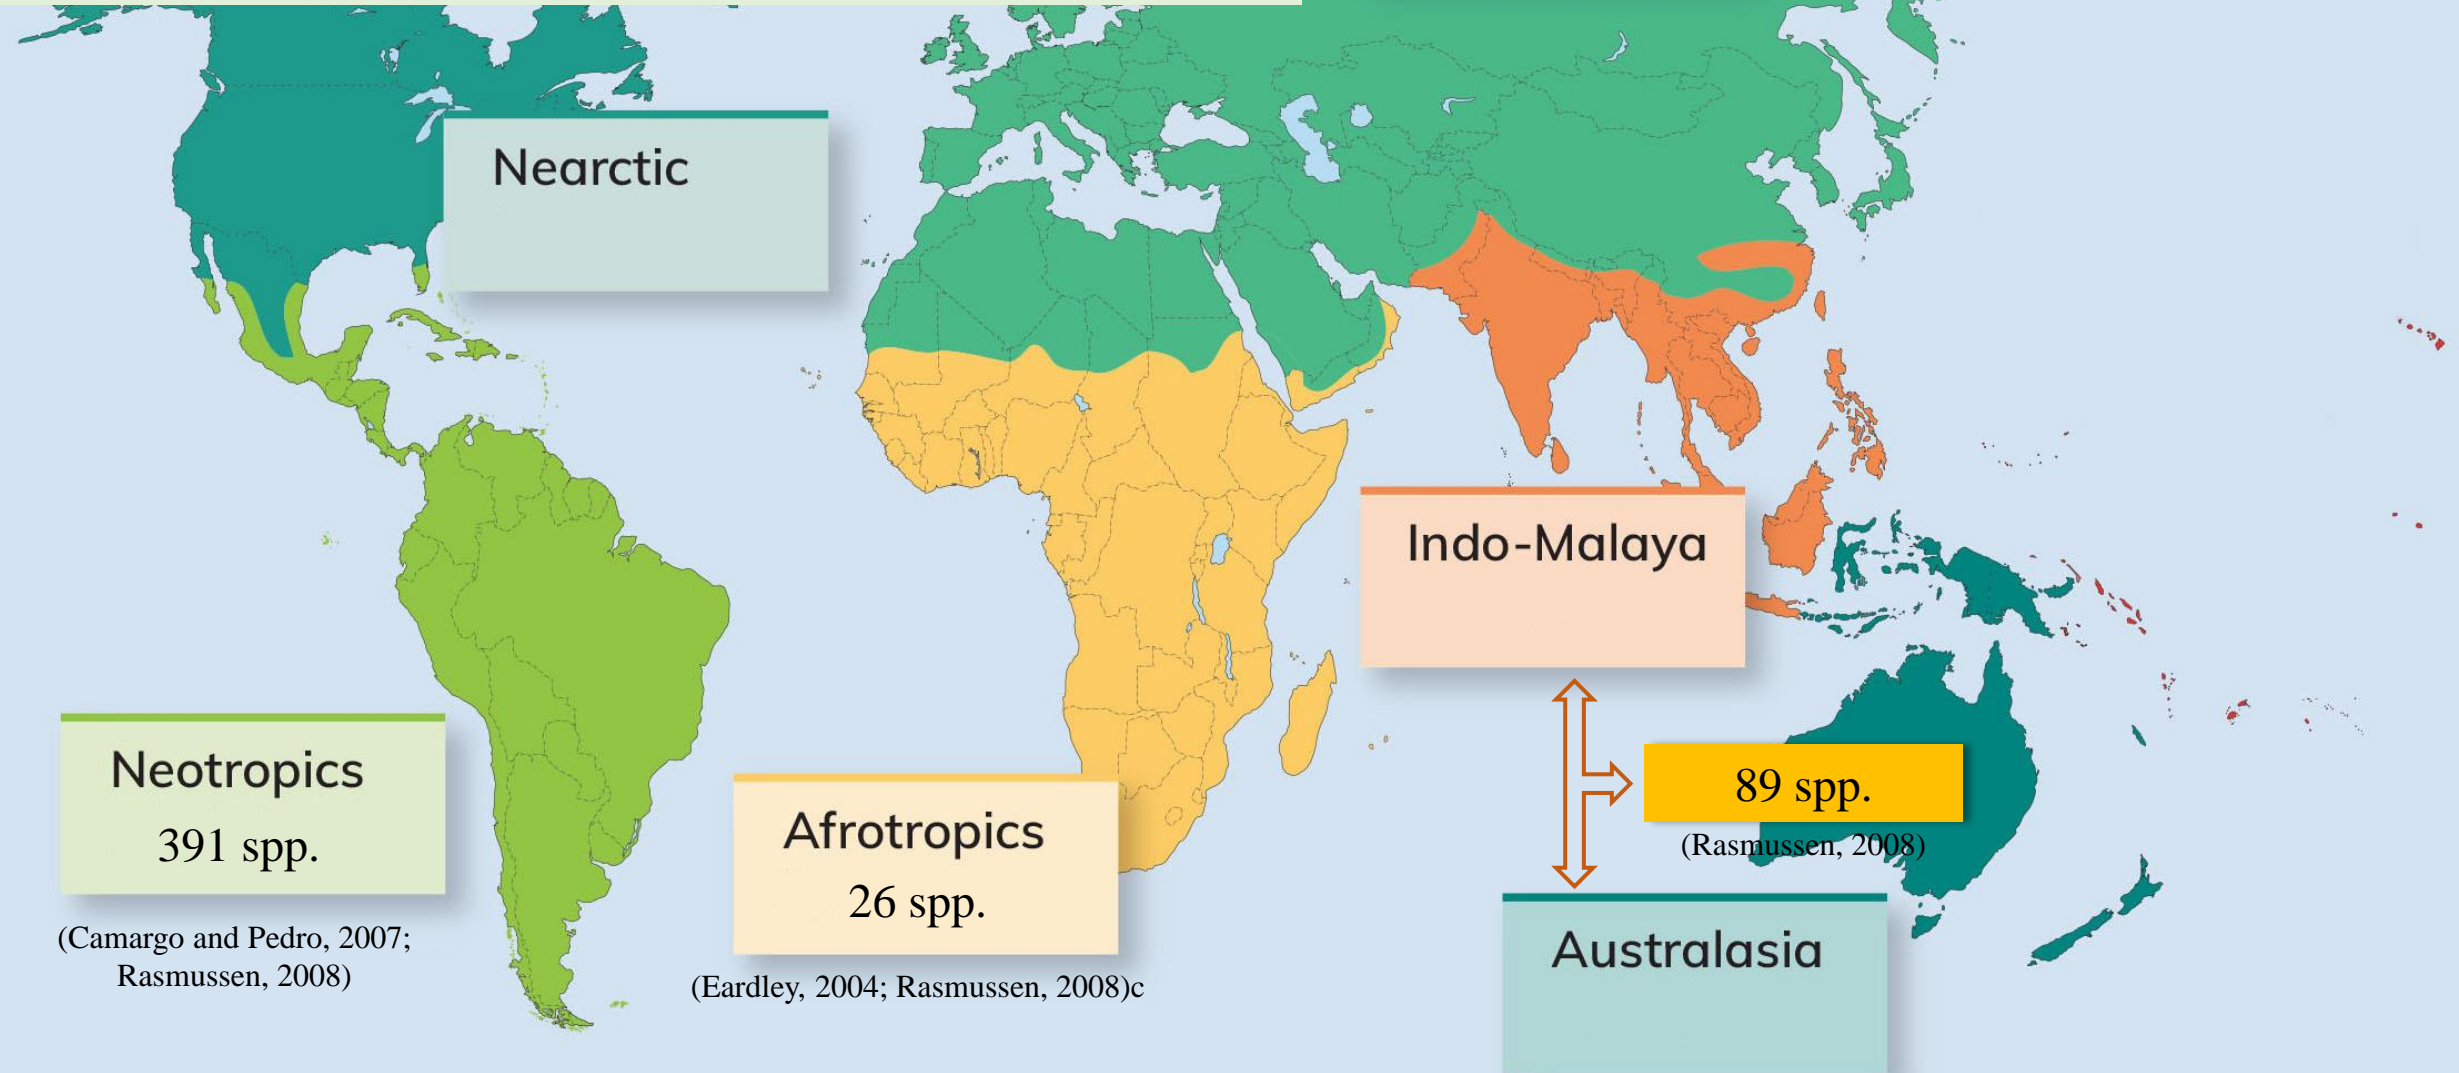 Nearctic
Indo-Malaya
Neotropics
391 spp.
(Camargo and Pedro, 2007;
Rasmussen, 2008)
Afrotropics
26 spp.
(Eardley, 2004; Rasmussen, 2008)c
89 spp.
(Rasmussen, 2008)
Australasia